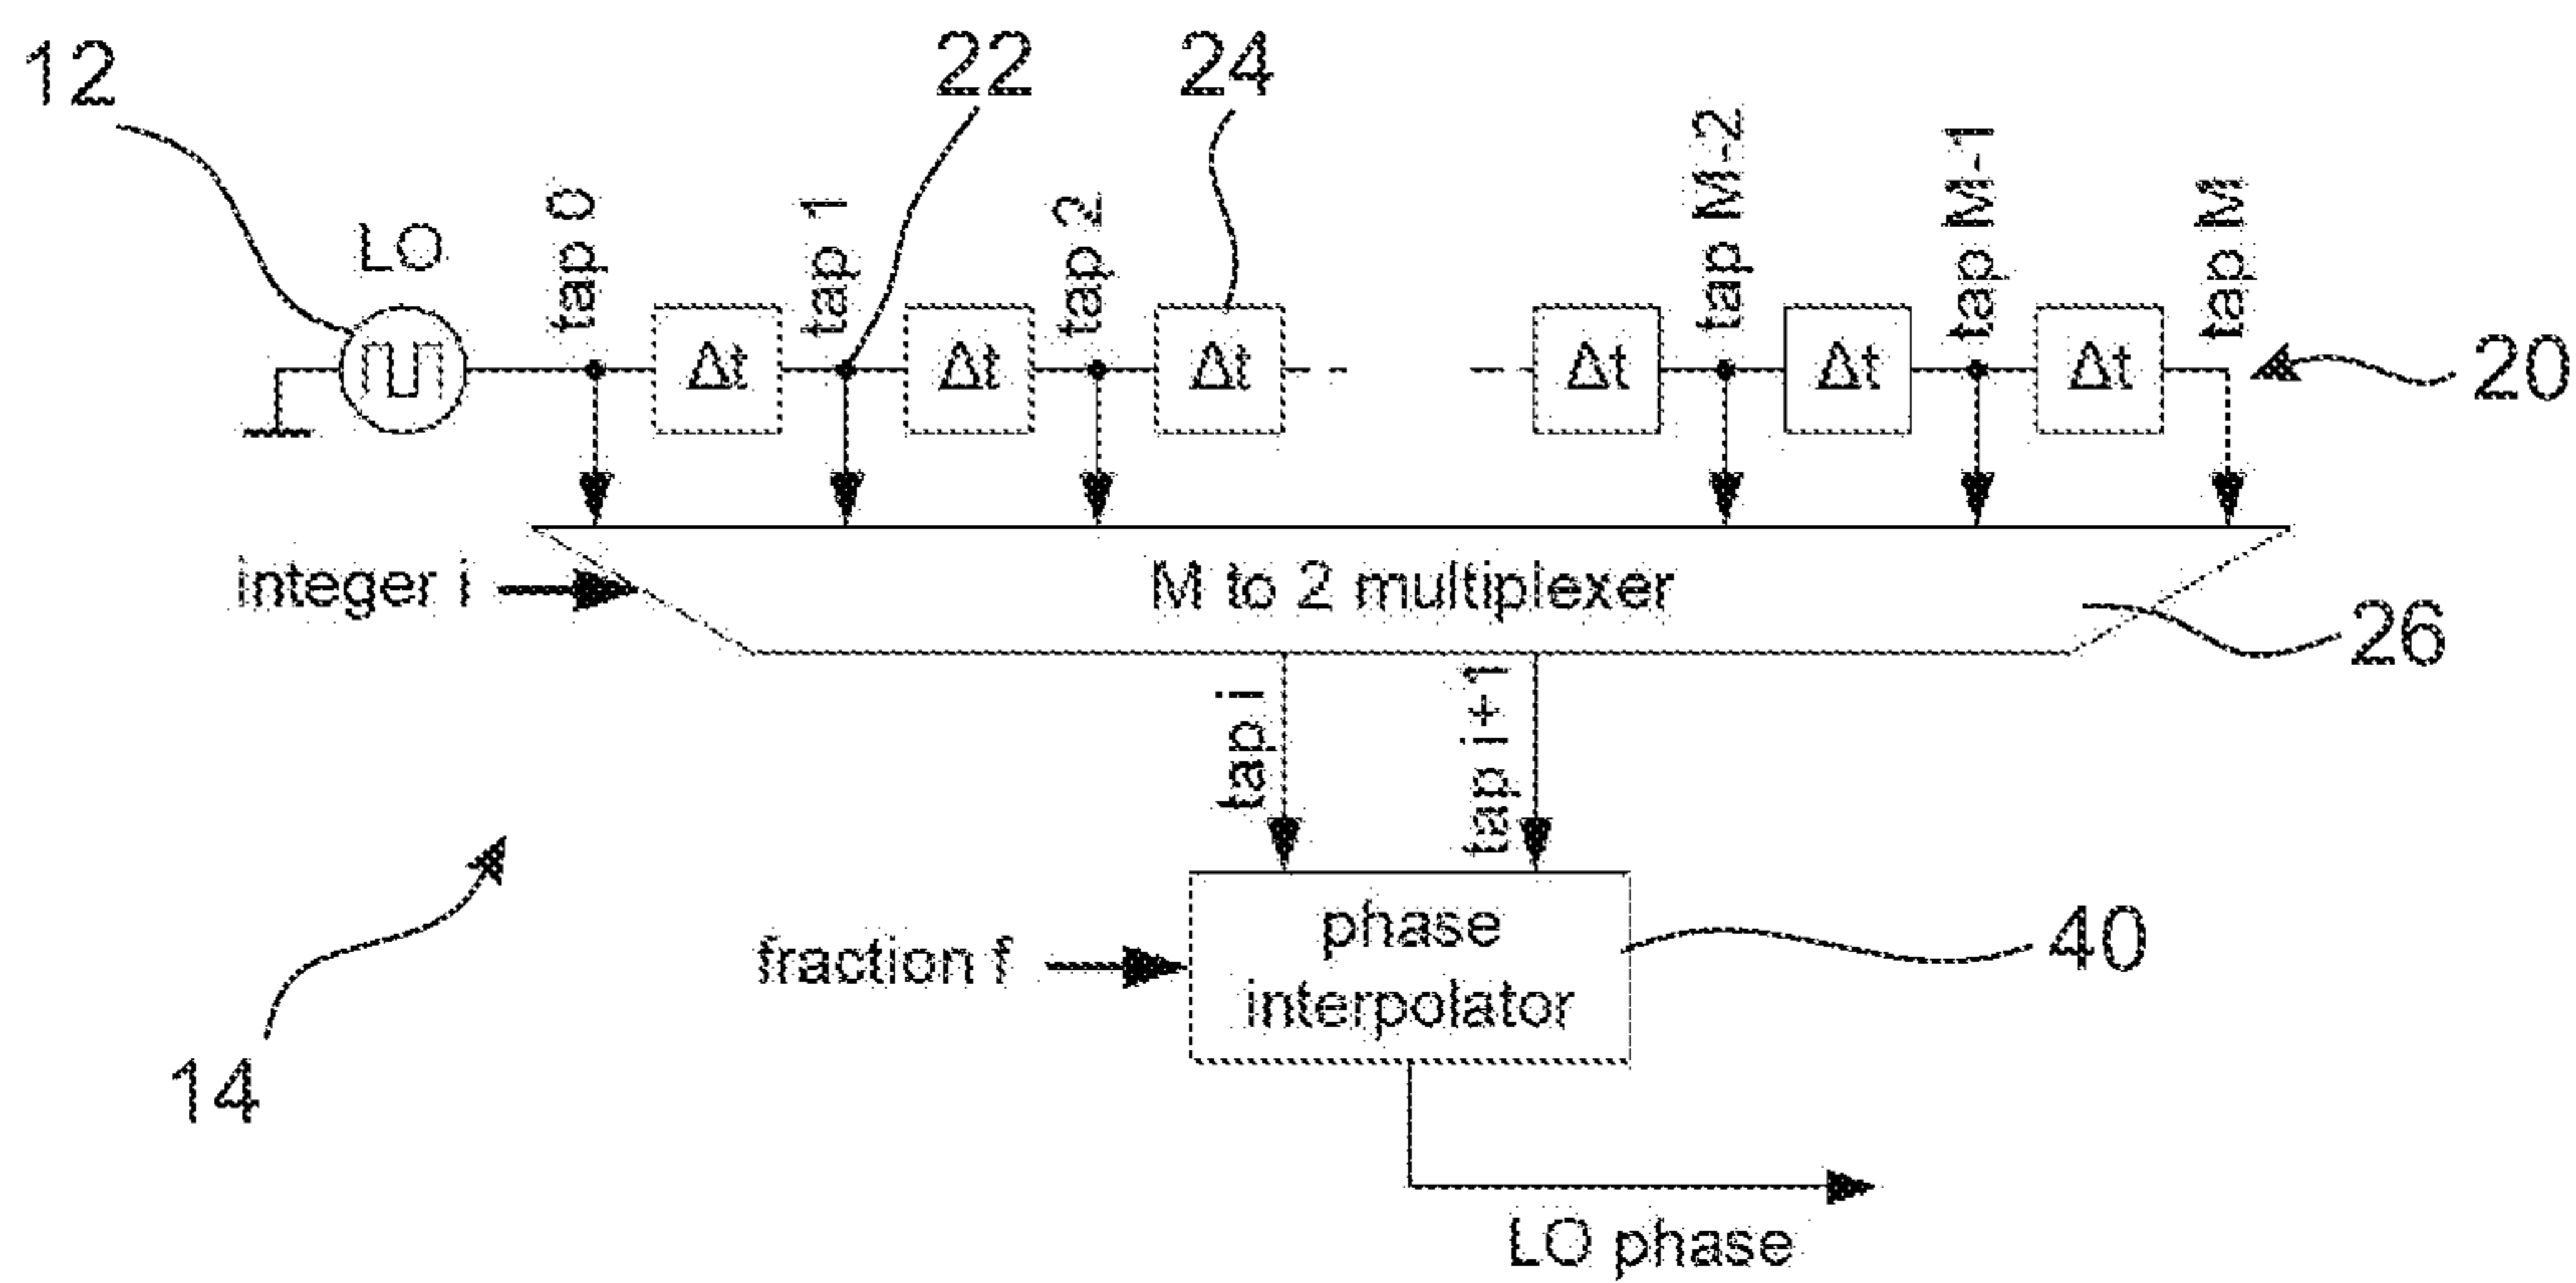 12
22
24
LO
tap 0
tap 1
tap 2
tap M-2
tap M-1
tap M
Δt
Δt
Δt
Δt
Δt
Δt
20
integer i
M to 2 multiplexer
26
tap i
tap i+1
14
fraction f
phase
interpolator
40
LO phase